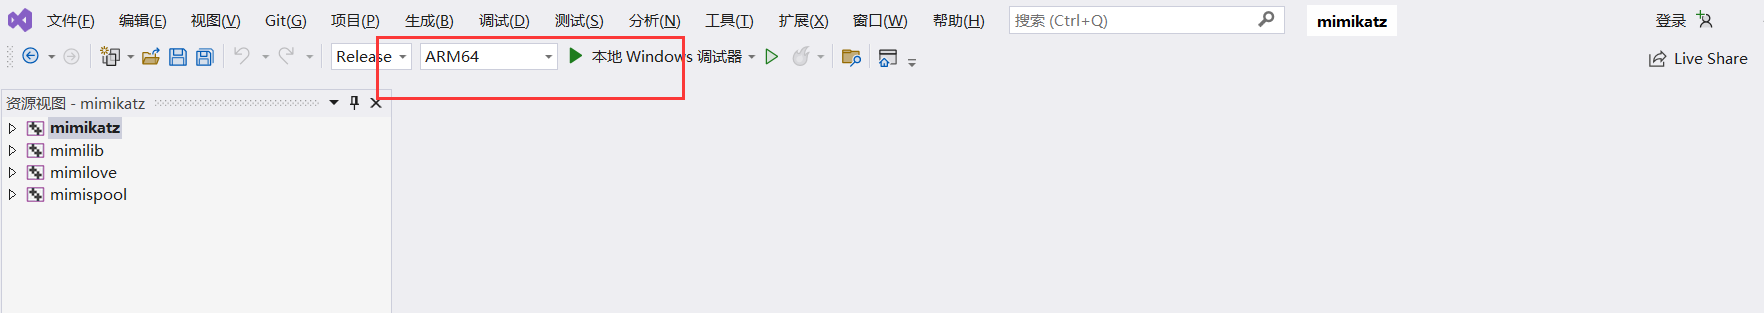 文件(F) 编辑(E) 视图(V) Git(G) 项目(P) 生成(B) 调试(D) 测试(S) 分析(N) 工具(T) 扩展(X) 窗口(W) 帮助(H) 搜索 (Ctrl+Q) mimikatz 登录
Release ARM64 本地 Windows 调试器 Live Share
资源视图 - mimikatz
mimikatz
mimilib
mimilove
mimispool